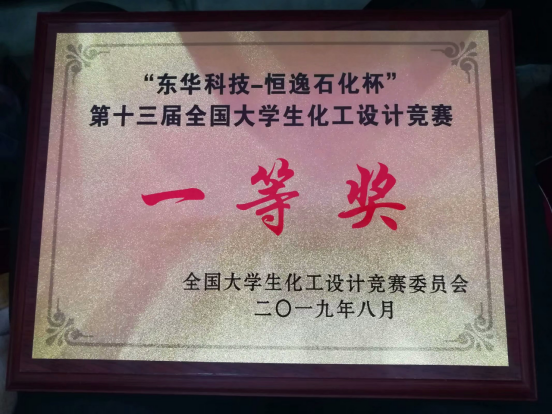 “东华科技-恒逸石化杯”
第十三届全国大学生化工设计竞赛
一等奖
全国大学生化工设计竞赛委员会
二〇一九年八月